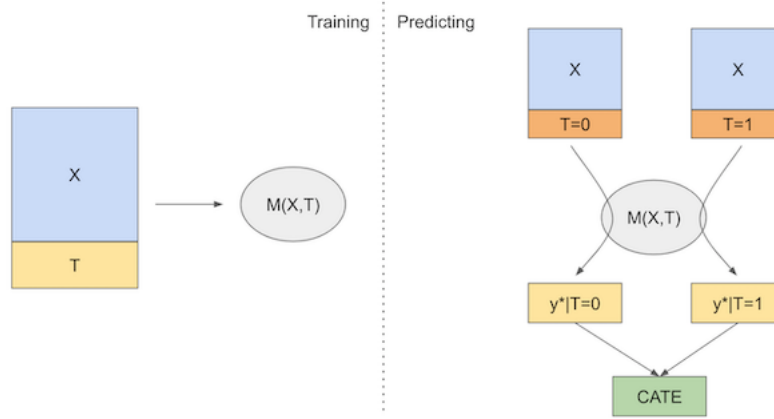 Training
Predicting
X
T
M(X,T)
X
T=0
X
T=1
M(X,T)
y*|T=0
y*|T=1
CATE